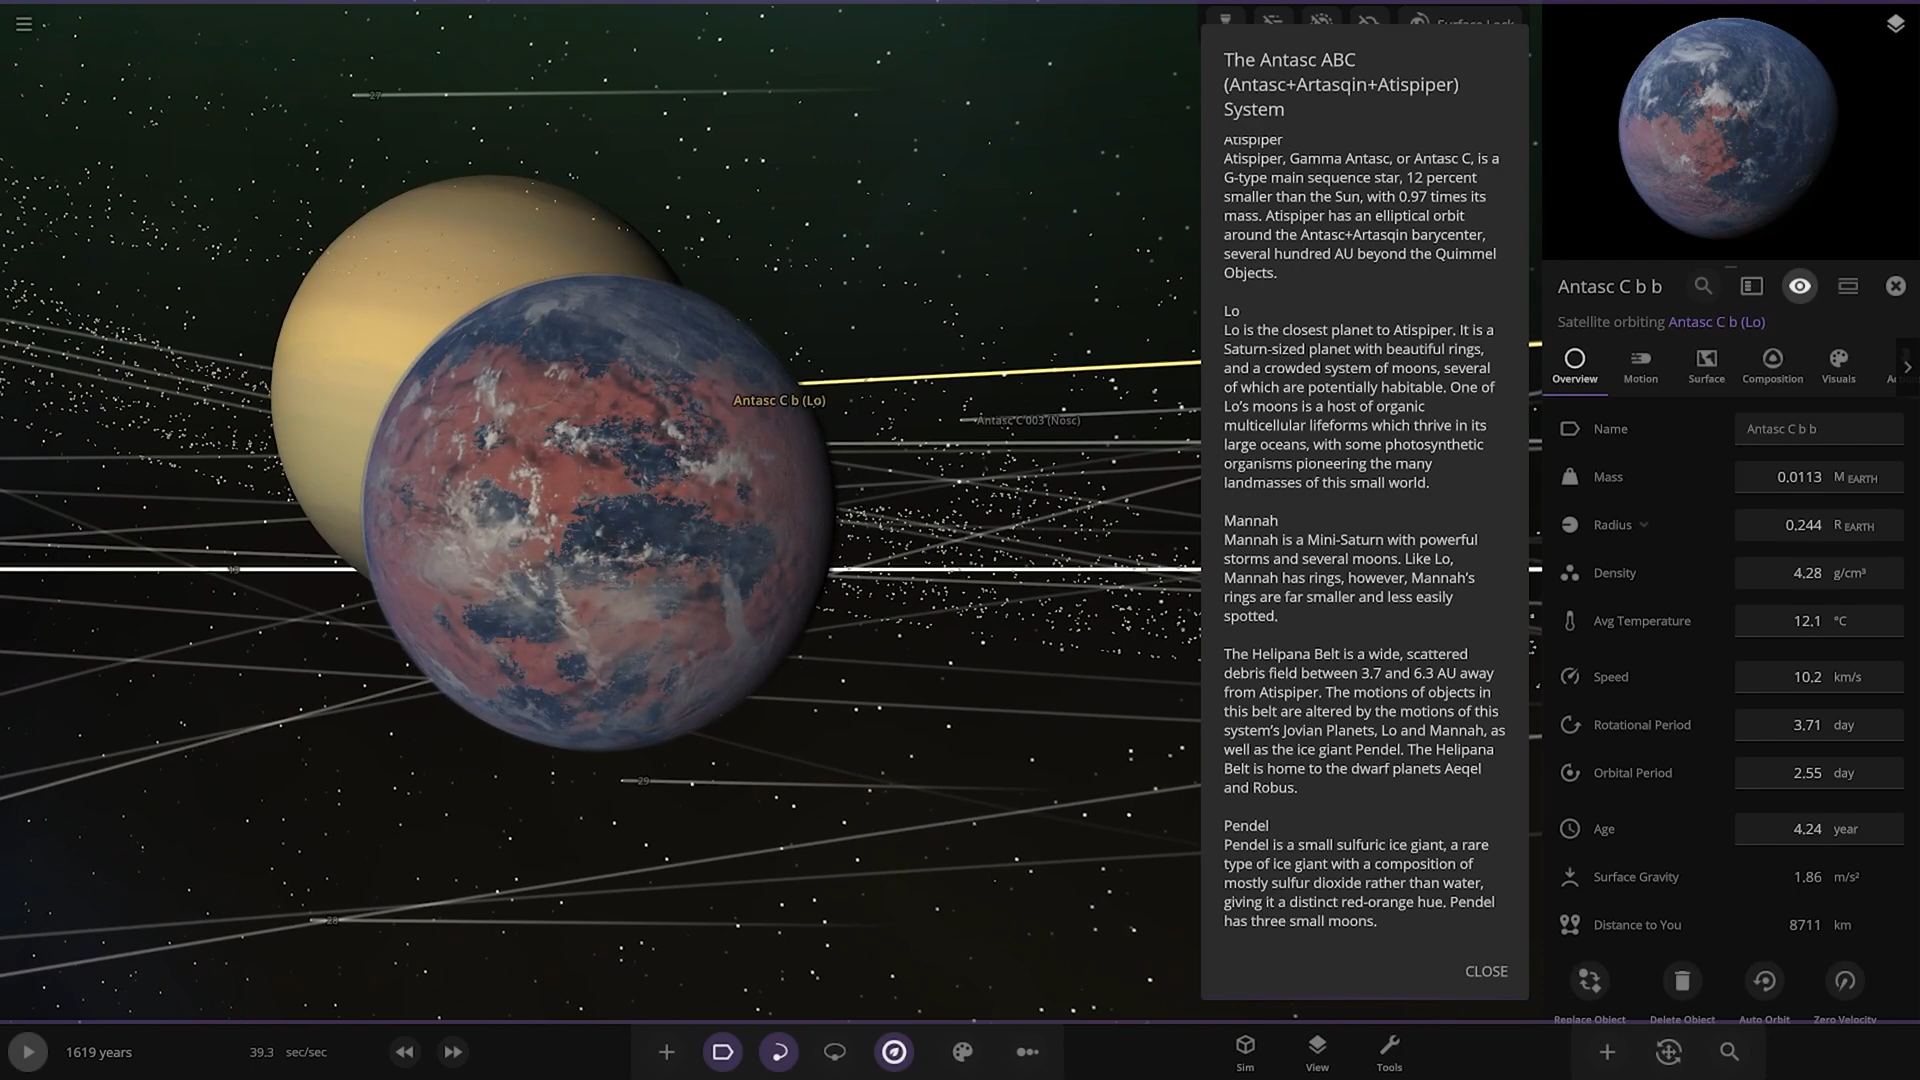 27
Antasc C b (Lo)
Antasc C 003 (Nosc)
29
28
Surface Lock
The Antasc ABC
(Antasc+Artasqin+Atispiper)
System
Atispiper
Atispiper, Gamma Antasc, or Antasc C, is a
G-type main sequence star, 12 percent
smaller than the Sun, with 0.97 times its
mass. Atispiper has an elliptical orbit
around the Antasc+Artasqin barycenter,
several hundred AU beyond the Quimmel
Objects.
Lo
Lo is the closest planet to Atispiper. It is a
Saturn-sized planet with beautiful rings,
and a crowded system of moons, several
of which are potentially habitable. One of
Lo's moons is a host of organic
multicellular lifeforms which thrive in its
large oceans, with some photosynthetic
organisms pioneering the many
landmasses of this small world.
Mannah
Mannah is a Mini-Saturn with powerful
storms and several moons. Like Lo,
Mannah has rings, however, Mannah's
rings are far smaller and less easily
spotted.
The Helipana Belt is a wide, scattered
debris field between 3.7 and 6.3 AU away
from Atispiper. The motions of objects in
this belt are altered by the motions of this
system's Jovian Planets, Lo and Mannah, as
well as the ice giant Pendel. The Helipana
Belt is home to the dwarf planets Aeqel
and Robus.
Pendel
Pendel is a small sulfuric ice giant, a rare
type of ice giant with a composition of
mostly sulfur dioxide rather than water,
giving it a distinct red-orange hue. Pendel
has three small moons.
CLOSE
Antasc C b b
Satellite orbiting Antasc C b (Lo)
Overview Motion Surface Composition Visuals
Name Antasc C b b
Mass 0.0113 M EARTH
Radius 0.244 R EARTH
Density 4.28 g/cm³
Avg Temperature 12.1 °C
Speed 10.2 km/s
Rotational Period 3.71 day
Orbital Period 2.55 day
Age 4.24 year
Surface Gravity 1.86 m/s²
Distance to You 8711 km
Replace Object Delete Object Auto Orbit Zero Velocity
1619 years 39.3 sec/sec
Sim View Tools